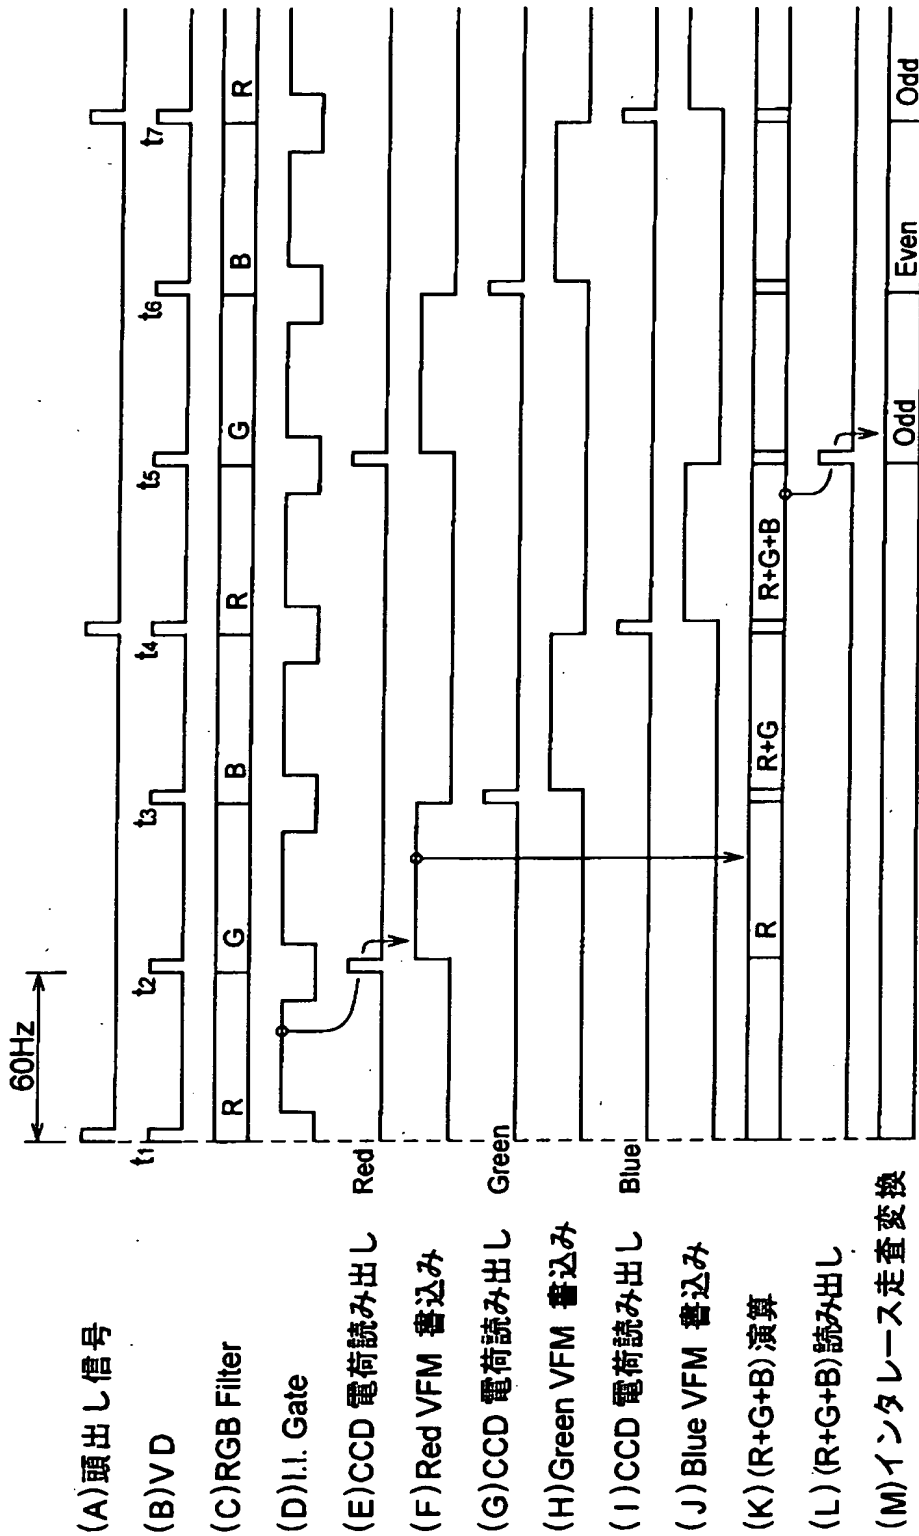 60Hz
(A)頭出し信号
(B)VD t1 t2 t3 t4 t5 t6 t7
(C)RGB Filter R G B R G B R
(D)I.I. Gate
(E)CCD 電荷読み出し Red
(F)Red VFM 書込み
(G)CCD 電荷読み出し Green
(H)Green VFM 書込み
(I)CCD 電荷読み出し Blue
(J)Blue VFM 書込み
(K)(R+G+B)演算 R R+G R+G+B
(L)(R+G+B)読み出し
(M)インタレース走査変換 Odd Even Odd